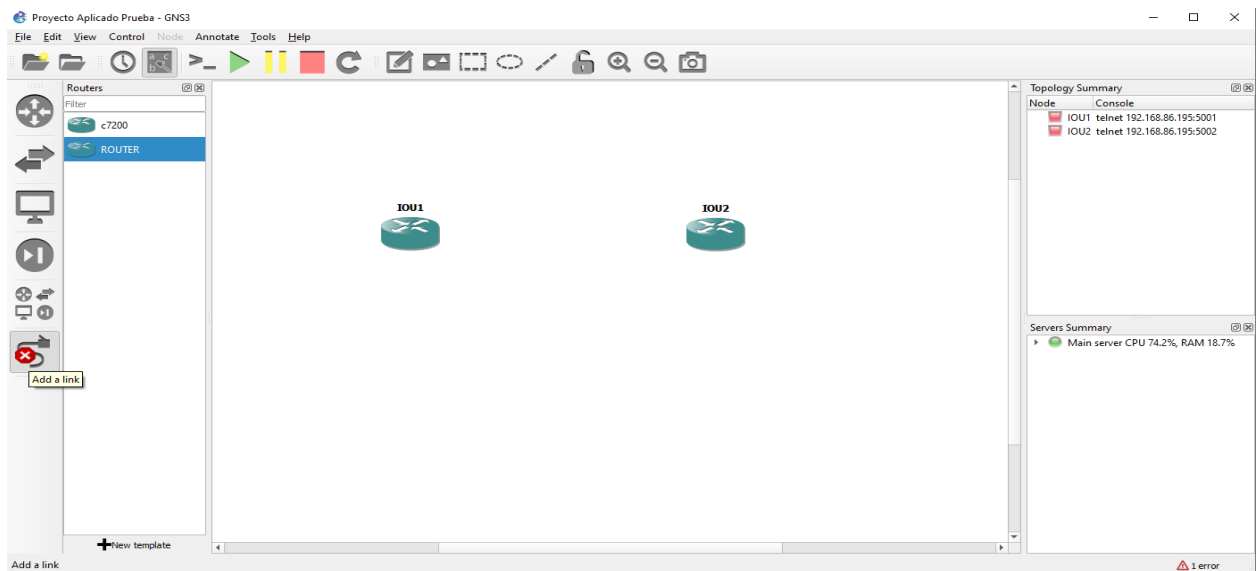 Proyecto Aplicado Prueba - GNS3
File Edit View Control Node Annotate Tools Help
Routers
Filter
c7200
ROUTER
IOU1
IOU2
Topology Summary
Node Console
IOU1 telnet 192.168.86.195:5001
IOU2 telnet 192.168.86.195:5002
Servers Summary
Main server CPU 74.2%, RAM 18.7%
Add a link
New template
Add a link
1 error